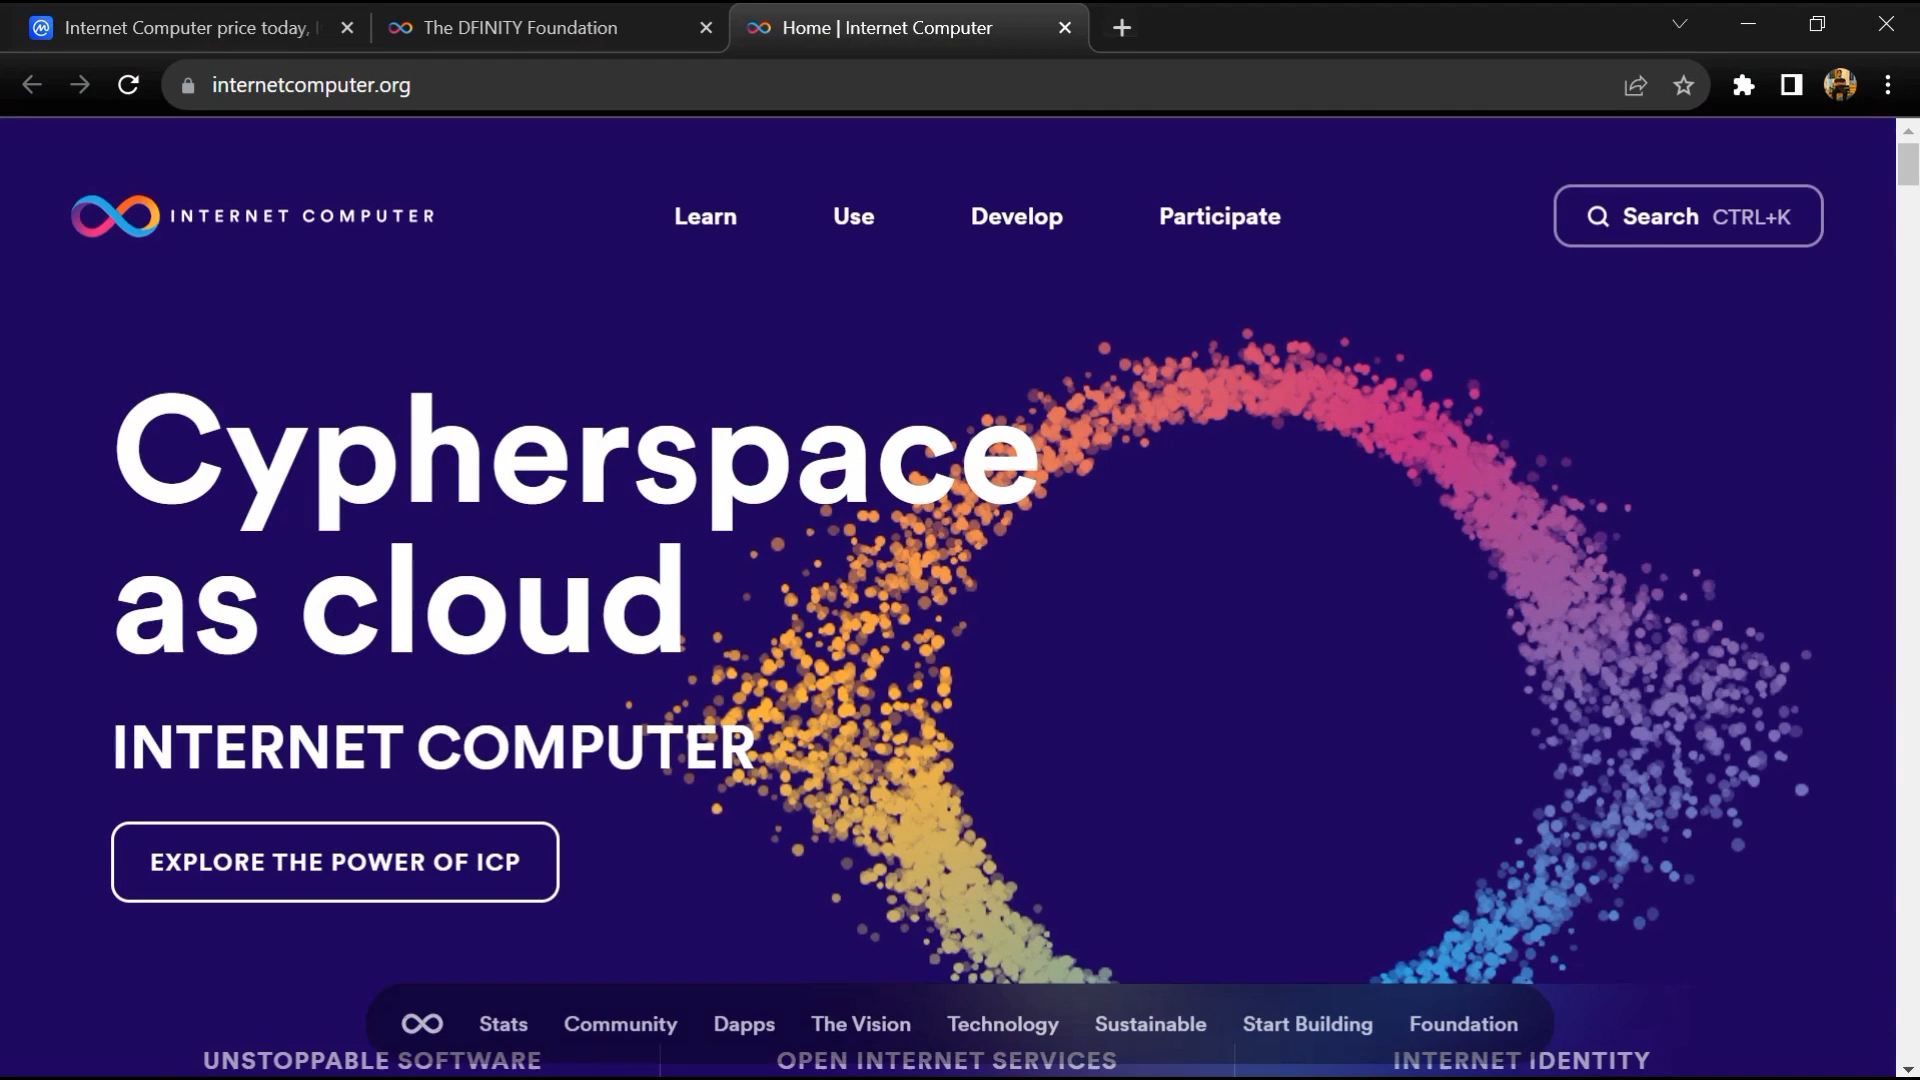 Internet Computer price today,
The DFINITY Foundation
Home | Internet Computer
internetcomputer.org
INTERNET COMPUTER
Learn
Use
Develop
Participate
Search CTRL+K
Cypherspace
as cloud
INTERNET COMPUTER
EXPLORE THE POWER OF ICP
Stats
Community
Dapps
The Vision
Technology
Sustainable
Start Building
Foundation
UNSTOPPABLE SOFTWARE
OPEN INTERNET SERVICES
INTERNET IDENTITY